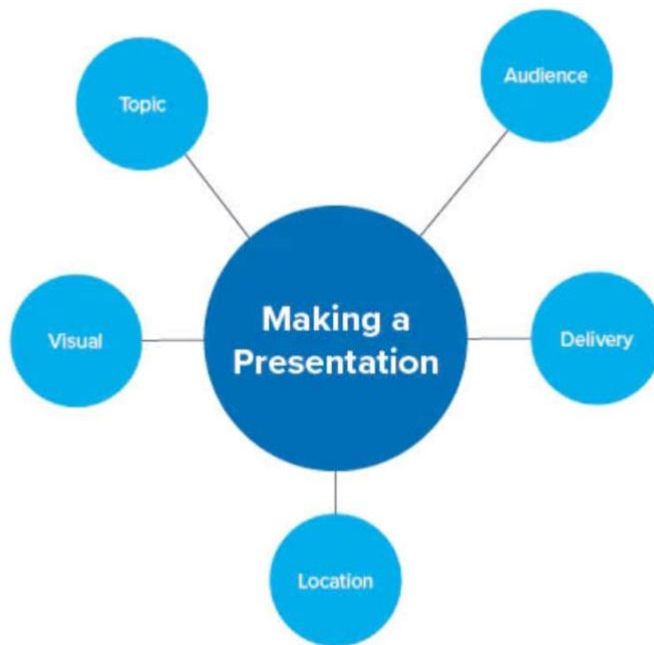 Topic
Audience
Making a
Presentation
Visual
Delivery
Location